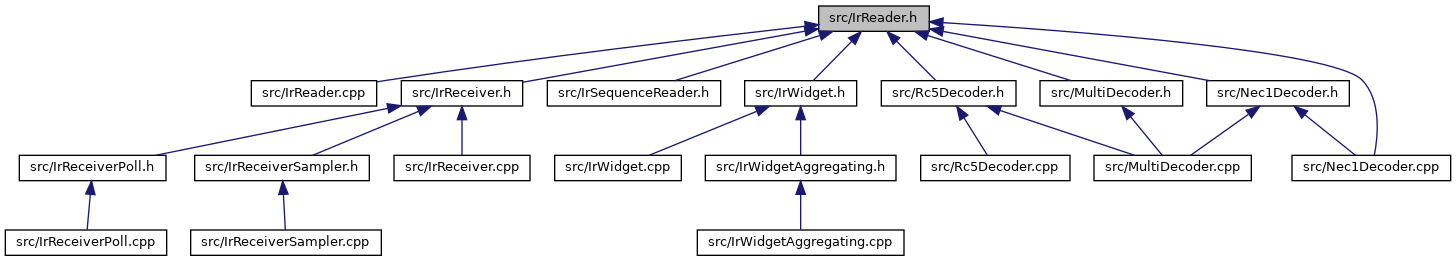 src/IrReader.h
src/IrReader.cpp
src/IrReceiver.h
src/IrSequenceReader.h
src/IrWidget.h
src/Rc5Decoder.h
src/MultiDecoder.h
src/Nec1Decoder.h
src/IrReceiverPoll.h
src/IrReceiverSampler.h
src/IrReceiver.cpp
src/IrWidget.cpp
src/IrWidgetAggregating.h
src/Rc5Decoder.cpp
src/MultiDecoder.cpp
src/Nec1Decoder.cpp
src/IrReceiverPoll.cpp
src/IrReceiverSampler.cpp
src/IrWidgetAggregating.cpp